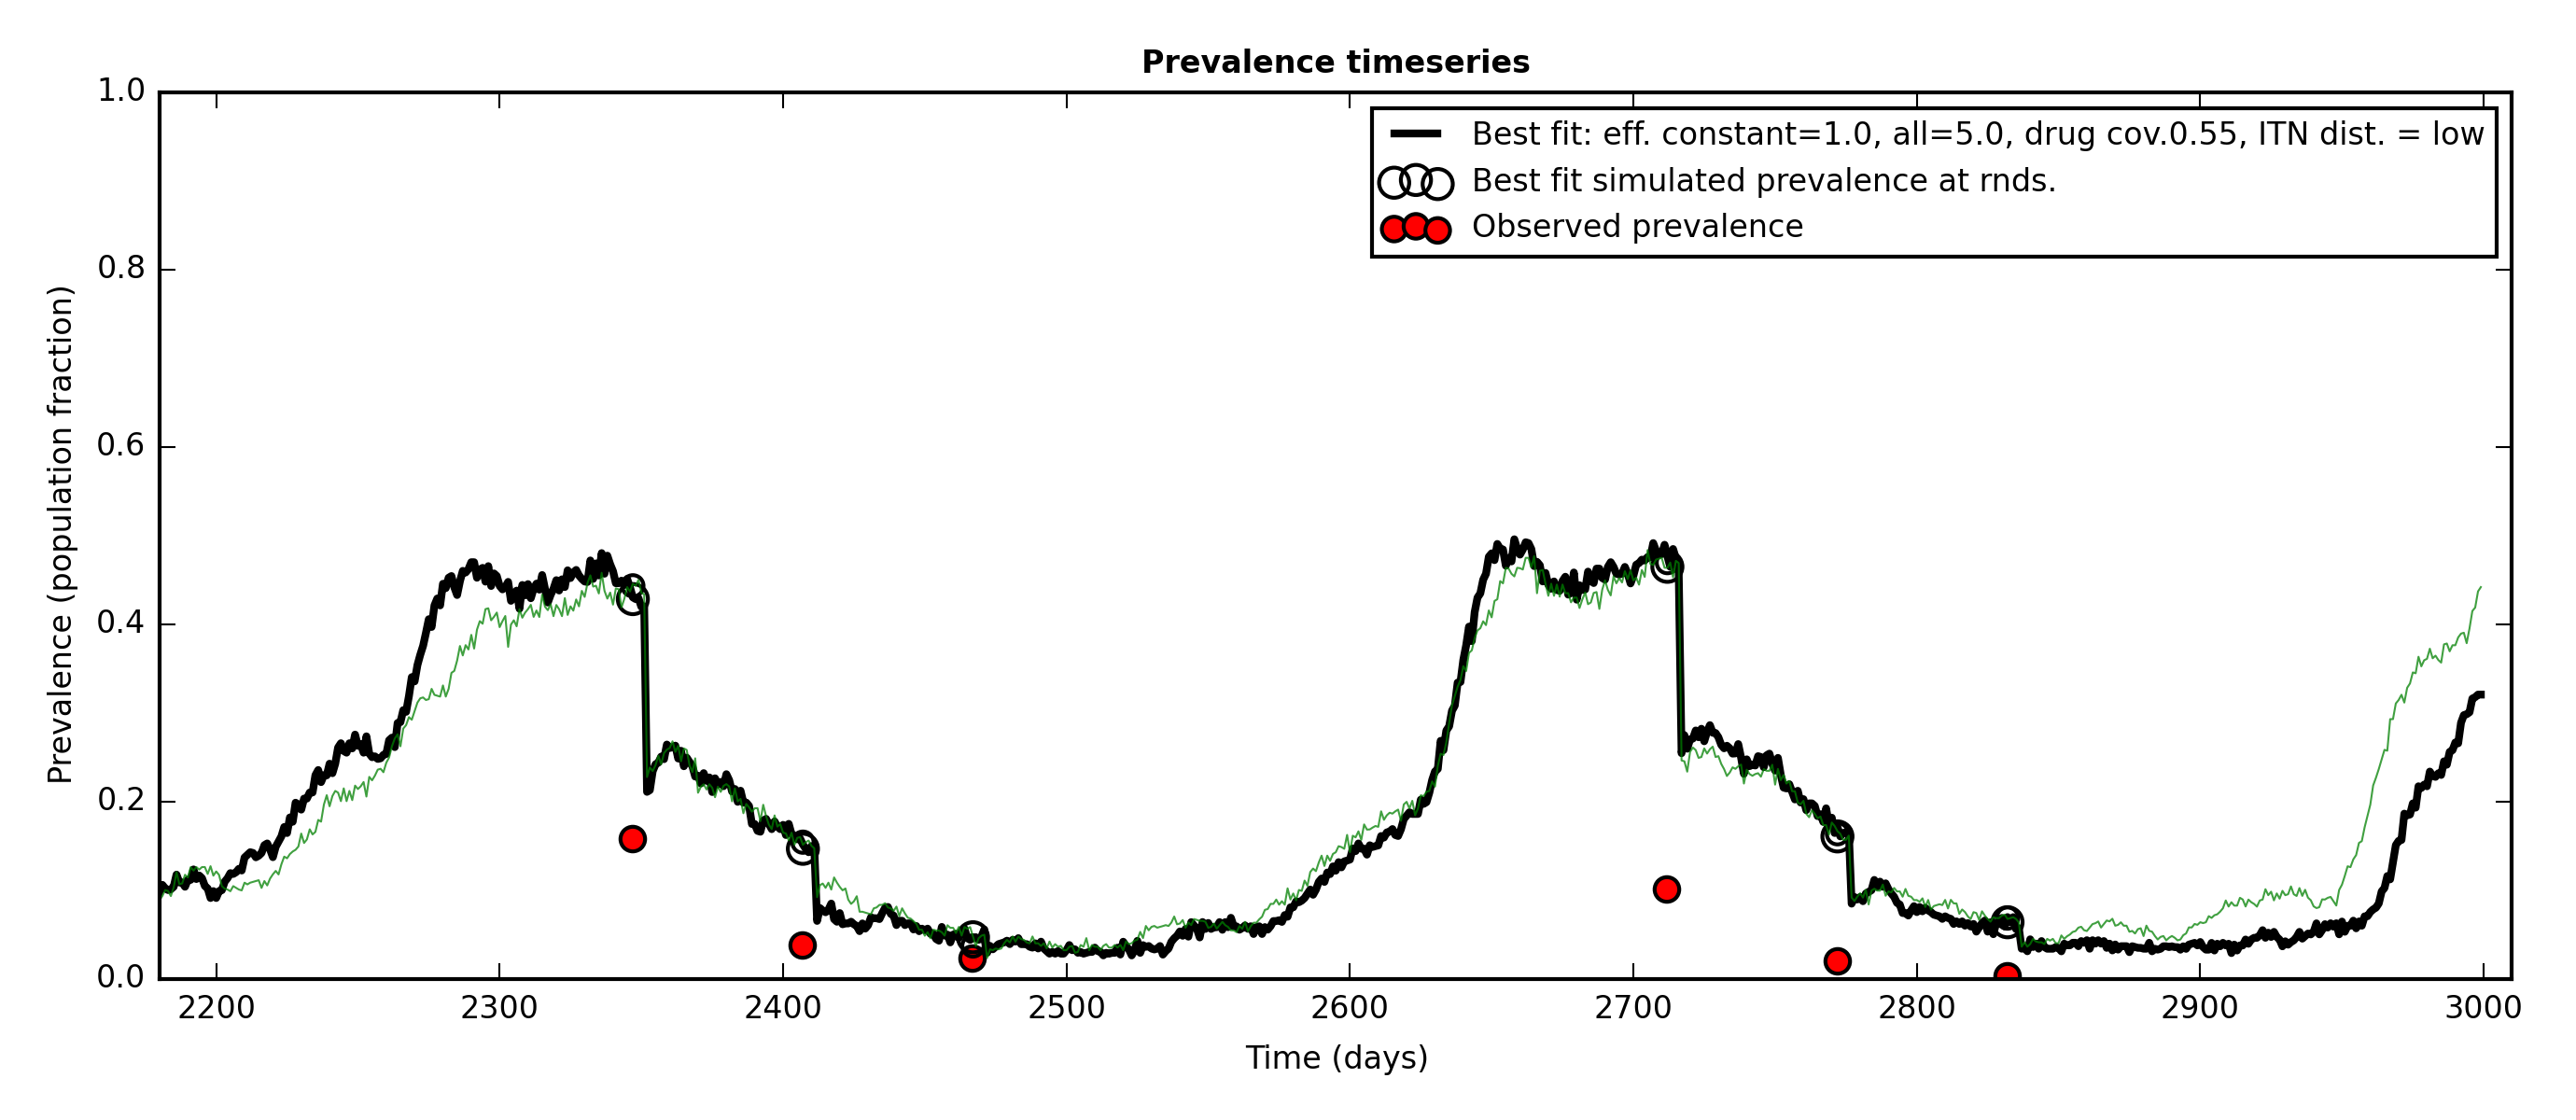 Prevalence timeseries
1.0
0.8
0.6
0.4
0.2
0.0
Prevalence (population fraction)
Best fit: eff. constant=1.0, all=5.0, drug cov.0.55, ITN dist. = low
Best fit simulated prevalence at rnds.
Observed prevalence
2200 2300 2400 2500 2600 2700 2800 2900 3000
Time (days)